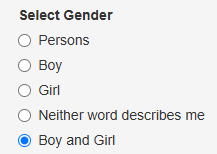 Select Gender
Persons
Boy
Girl
Neither word describes me
Boy and Girl